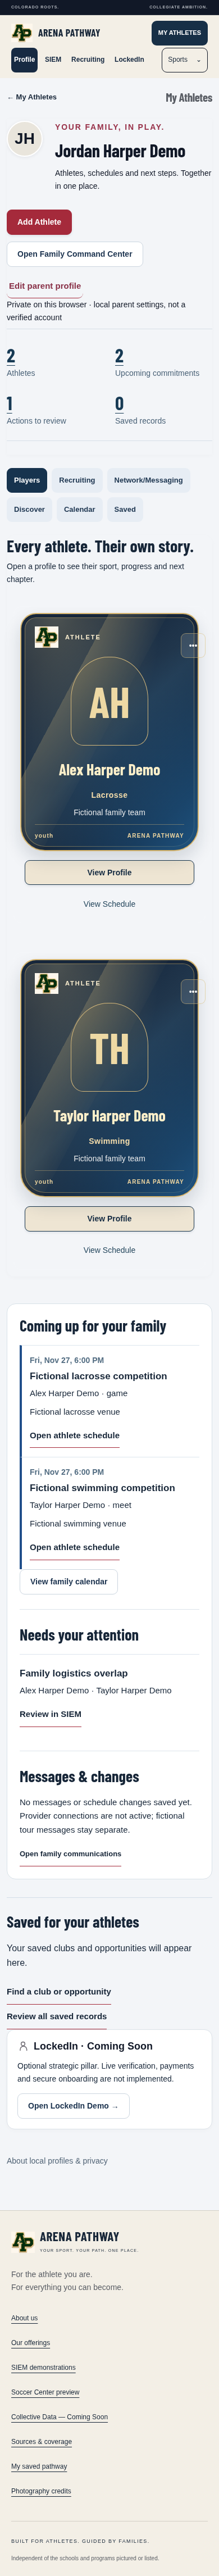 COLORADO ROOTS.
COLLEGIATE AMBITION.
AP
ARENA PATHWAY
MY ATHLETES
Profile
SIEM
Recruiting
LockedIn
Sports
← My Athletes
My Athletes
JH
YOUR FAMILY, IN PLAY.
Jordan Harper Demo
Athletes, schedules and next steps. Together
in one place.
Add Athlete
Open Family Command Center
Edit parent profile
Private on this browser · local parent settings, not a
verified account
2
Athletes
2
Upcoming commitments
1
Actions to review
0
Saved records
Players
Recruiting
Network/Messaging
Discover
Calendar
Saved
Every athlete. Their own story.
Open a profile to see their sport, progress and next
chapter.
AP
ATHLETE
•••
AH
Alex Harper Demo
Lacrosse
Fictional family team
youth
ARENA PATHWAY
View Profile
View Schedule
AP
ATHLETE
•••
TH
Taylor Harper Demo
Swimming
Fictional family team
youth
ARENA PATHWAY
View Profile
View Schedule
Coming up for your family
Fri, Nov 27, 6:00 PM
Fictional lacrosse competition
Alex Harper Demo · game
Fictional lacrosse venue
Open athlete schedule
Fri, Nov 27, 6:00 PM
Fictional swimming competition
Taylor Harper Demo · meet
Fictional swimming venue
Open athlete schedule
View family calendar
Needs your attention
Family logistics overlap
Alex Harper Demo · Taylor Harper Demo
Review in SIEM
Messages & changes
No messages or schedule changes saved yet.
Provider connections are not active; fictional
tour messages stay separate.
Open family communications
Saved for your athletes
Your saved clubs and opportunities will appear
here.
Find a club or opportunity
Review all saved records
LockedIn · Coming Soon
Optional strategic pillar. Live verification, payments
and secure onboarding are not implemented.
Open LockedIn Demo →
About local profiles & privacy
AP
ARENA PATHWAY
YOUR SPORT. YOUR PATH. ONE PLACE.
For the athlete you are.
For everything you can become.
About us
Our offerings
SIEM demonstrations
Soccer Center preview
Collective Data — Coming Soon
Sources & coverage
My saved pathway
Photography credits
BUILT FOR ATHLETES. GUIDED BY FAMILIES.
Independent of the schools and programs pictured or listed.